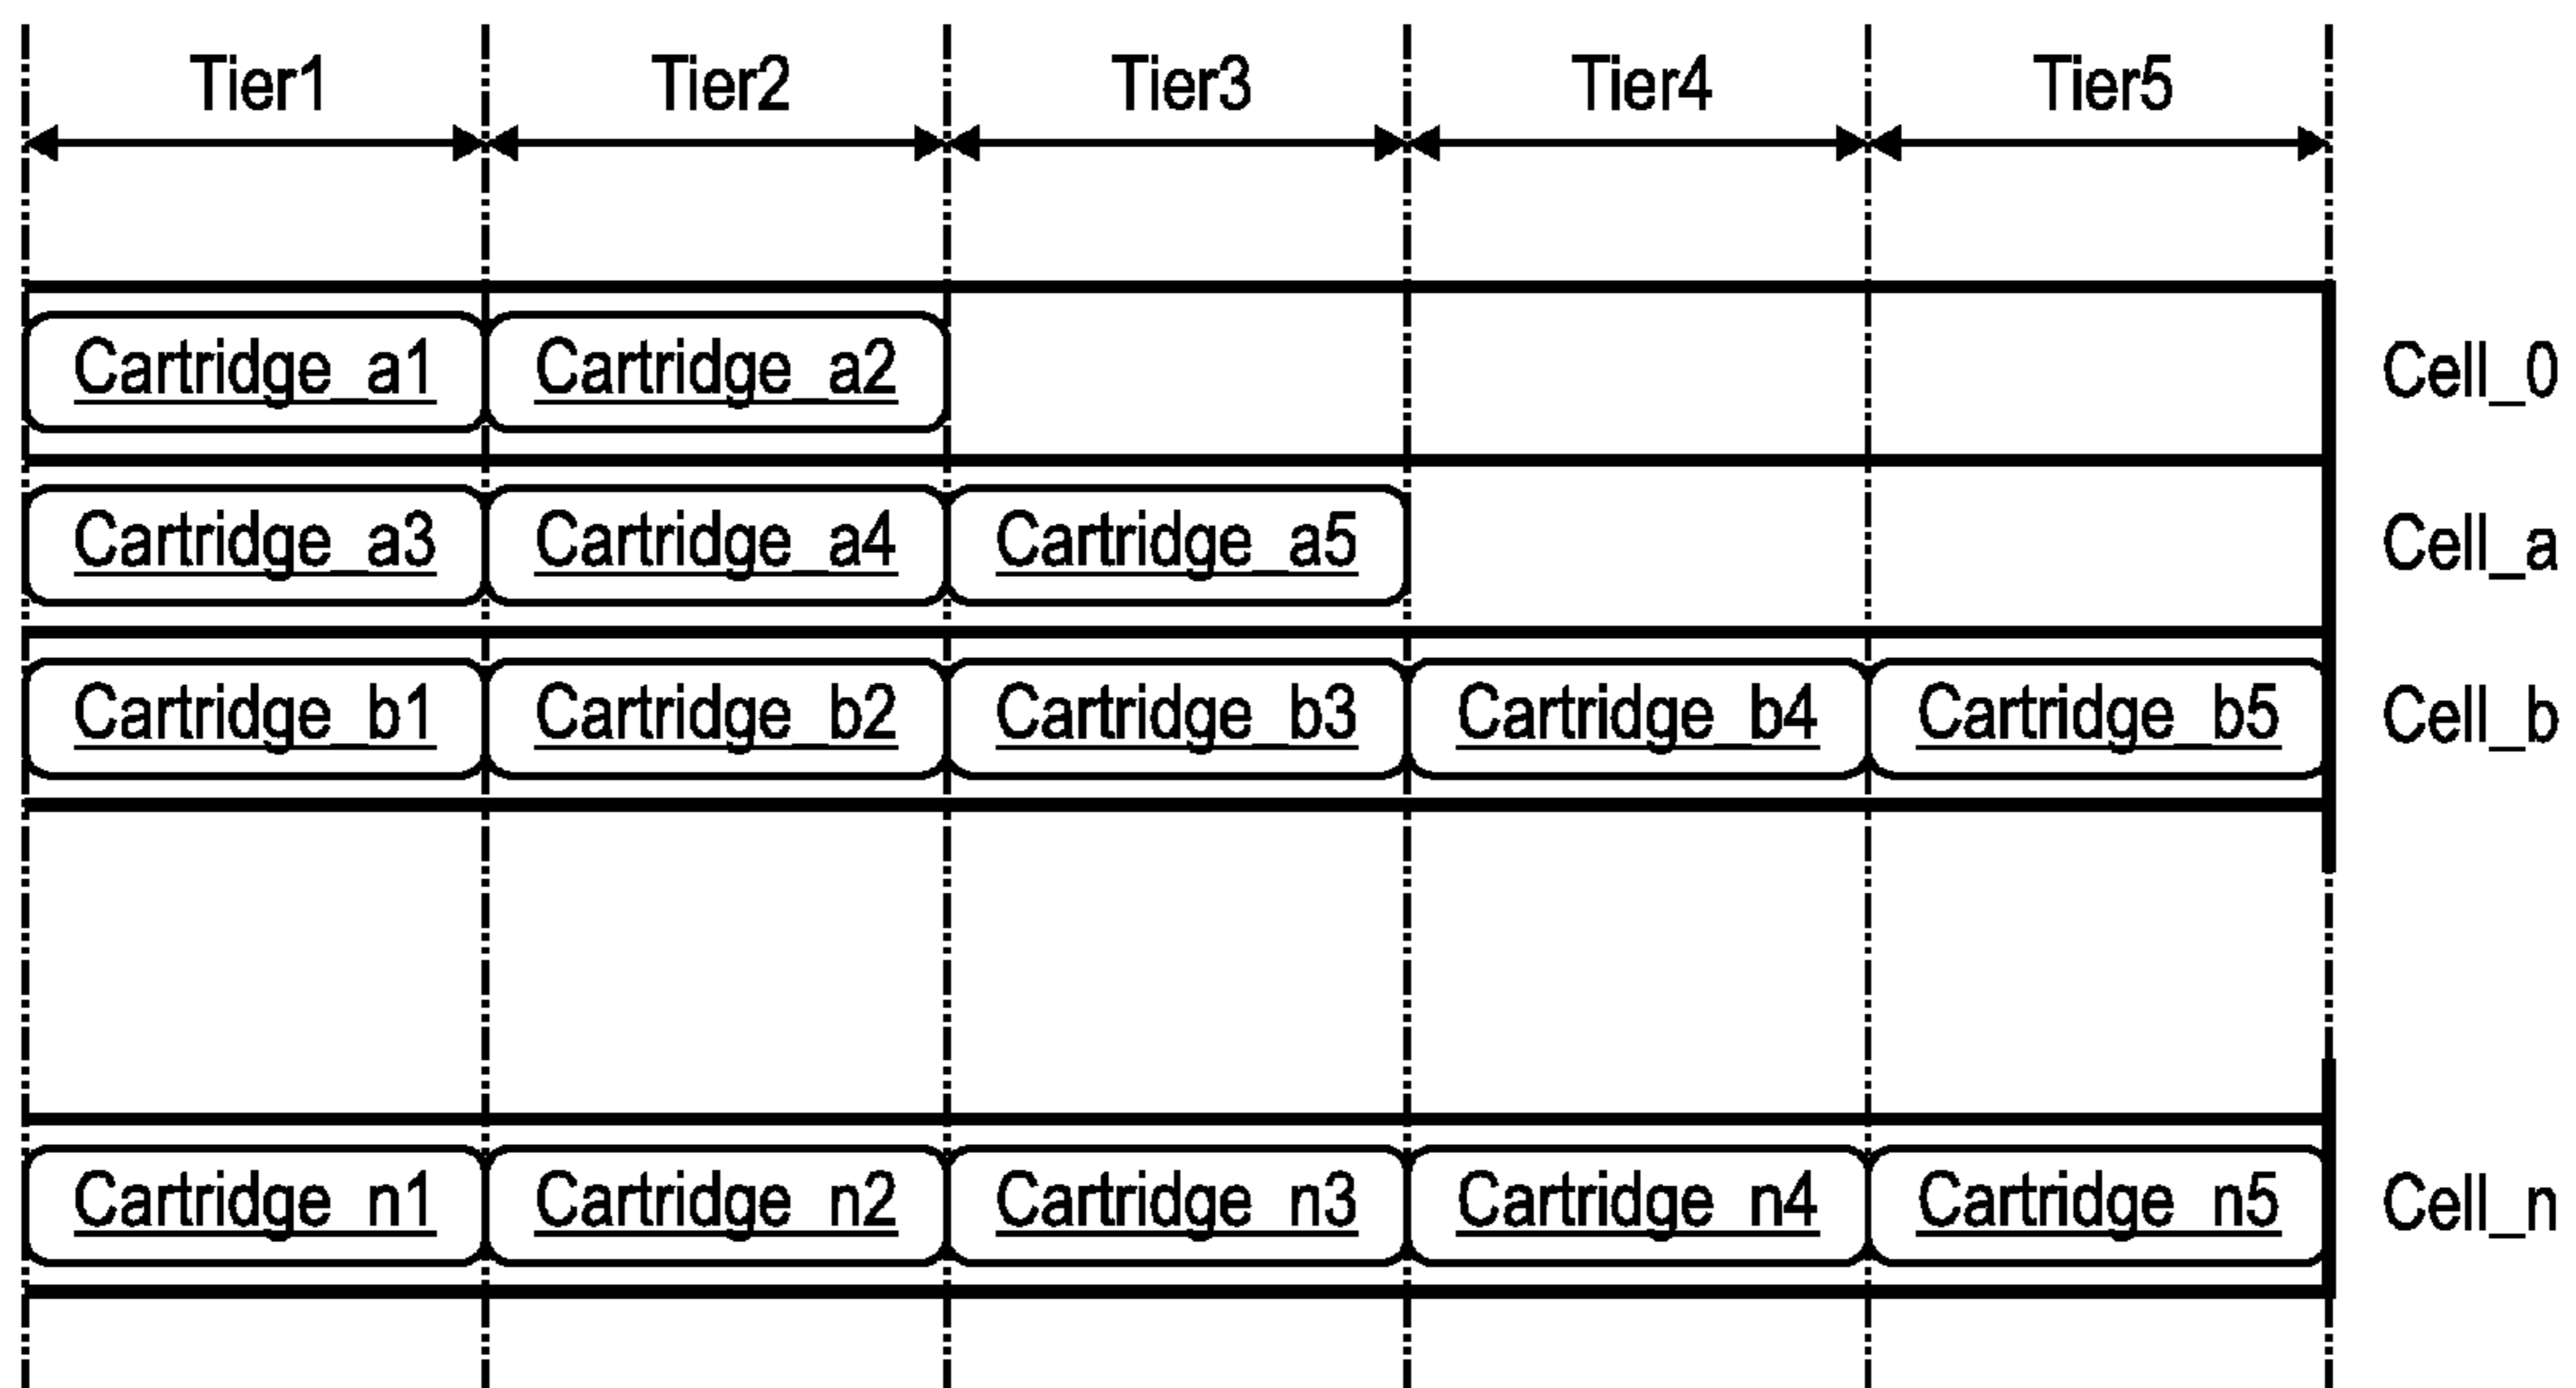 Tier1 Tier2 Tier3 Tier4 Tier5
Cartridge_a1 Cartridge_a2 Cell_0
Cartridge_a3 Cartridge_a4 Cartridge_a5 Cell_a
Cartridge_b1 Cartridge_b2 Cartridge_b3 Cartridge_b4 Cartridge_b5 Cell_b
Cartridge_n1 Cartridge_n2 Cartridge_n3 Cartridge_n4 Cartridge_n5 Cell_n